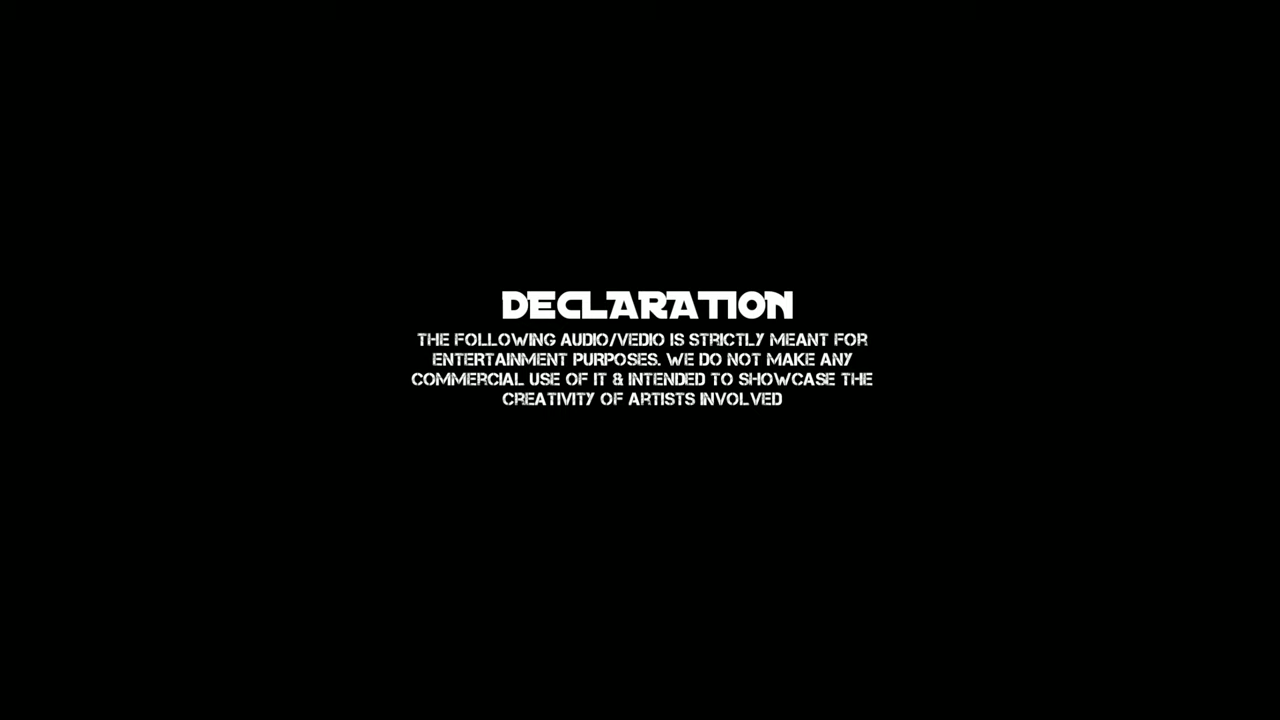 DECLARATION
THE FOLLOWING AUDIO/VEDIO IS STRICTLY MEANT FOR
ENTERTAINMENT PURPOSES. WE DO NOT MAKE ANY
COMMERCIAL USE OF IT & INTENDED TO SHOWCASE THE
CREATIVITY OF ARTISTS INVOLVED